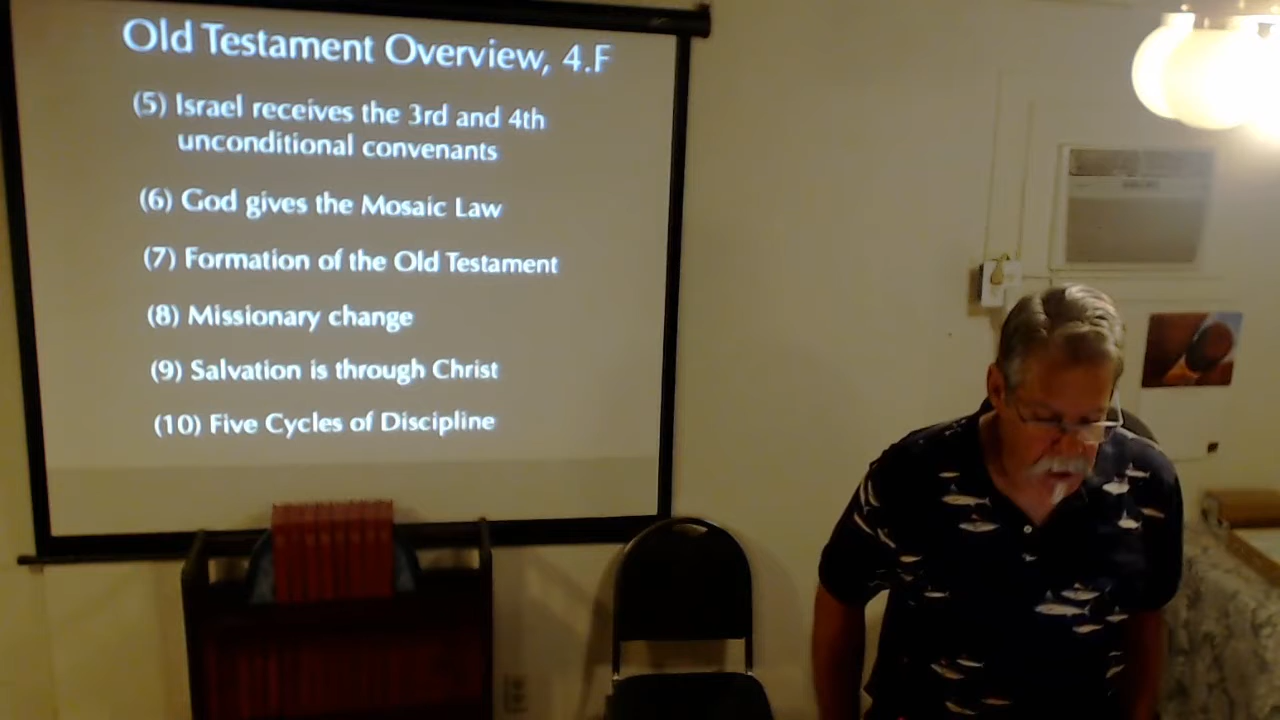 Old Testament Overview, 4.F
(5) Israel receives the 3rd and 4th
unconditional convenants
(6) God gives the Mosaic Law
(7) Formation of the Old Testament
(8) Missionary change
(9) Salvation is through Christ
(10) Five Cycles of Discipline